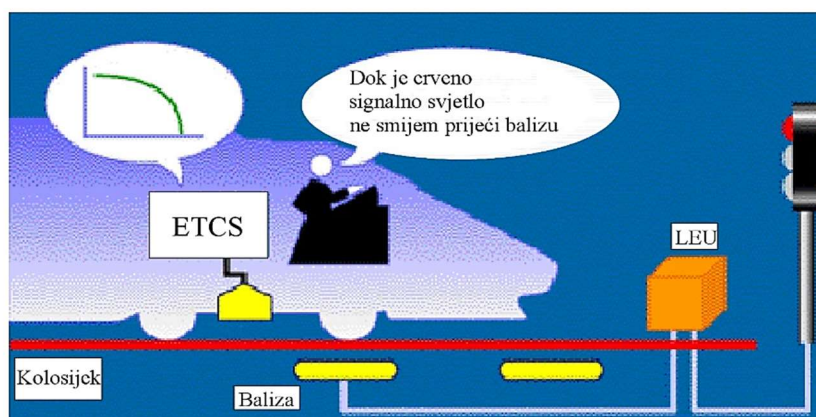 Dok je crveno
signalno svjetlo
ne smijem prijeći balizu
ETCS
LEU
Kolosijek
Baliza